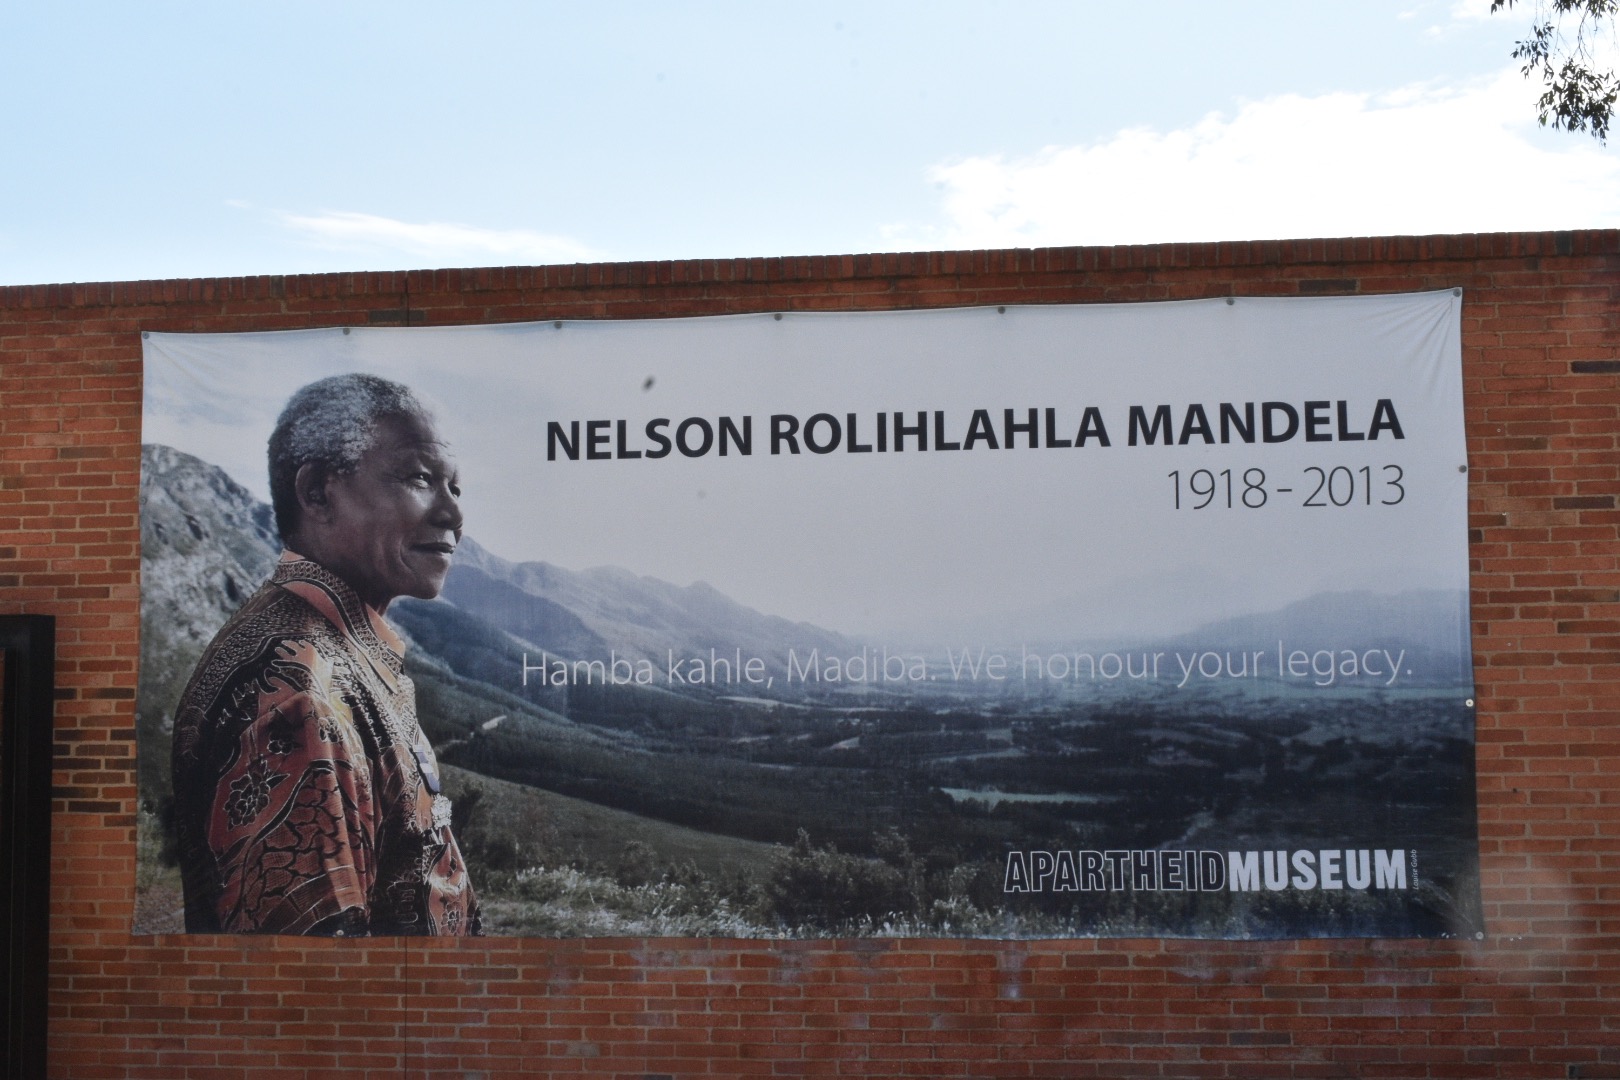 NELSON ROLIHLAHLA MANDELA
1918-2013
Hamba kahle, Madiba. We honour your legacy.
APARTHEIDMUSEUM